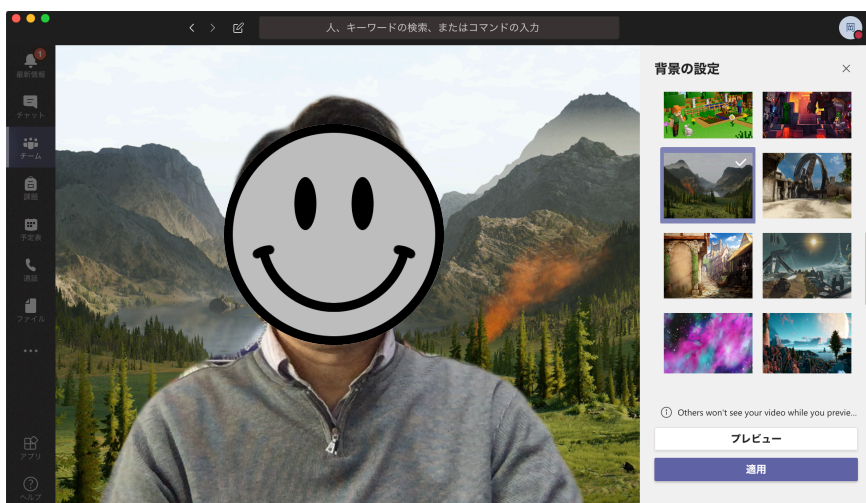 人、キーワードの検索、またはコマンドの入力
岡
1
最新情報
チャット
チーム
課題
予定表
通話
ファイル
アプリ
ヘルプ
背景の設定
Others won't see your video while you previe...
プレビュー
適用